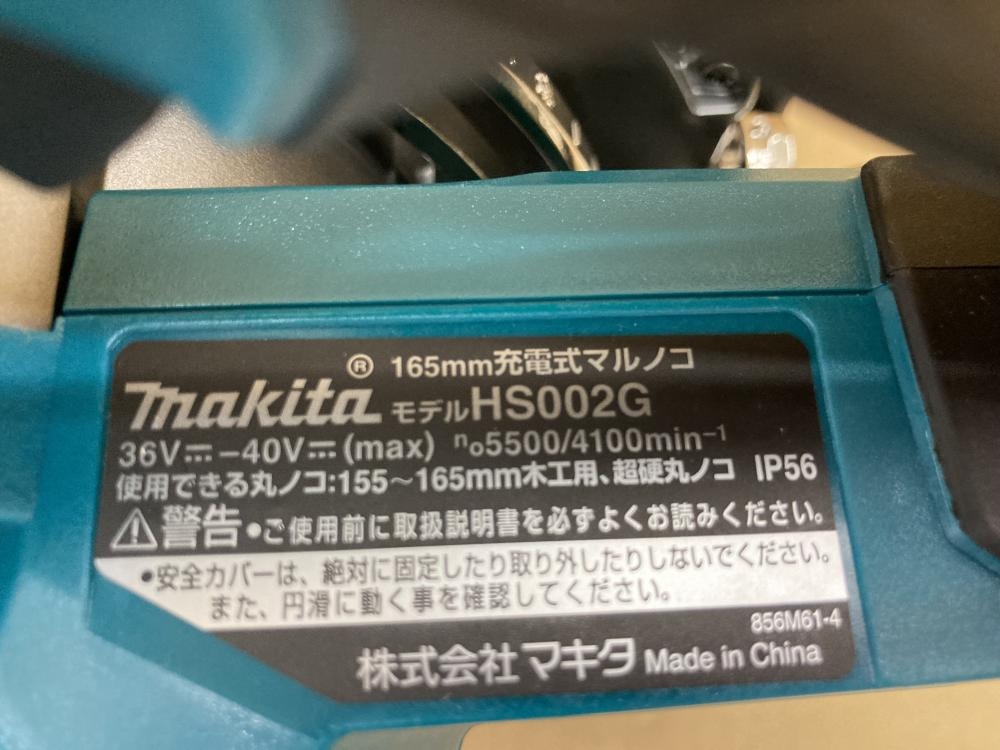 ® 165mm充電式マルノコ
makita モデルHS002G
36V⎓-40V⎓(max) n₀5500/4100min⁻¹
使用できる丸ノコ:155～165mm木工用、超硬丸ノコ IP56
⚠警告 •ご使用前に取扱説明書を必ずよくお読みください。
•安全カバーは、絶対に固定したり取り外したりしないでください。
また、円滑に動く事を確認してください。
856M61-4
株式会社マキタ Made in China